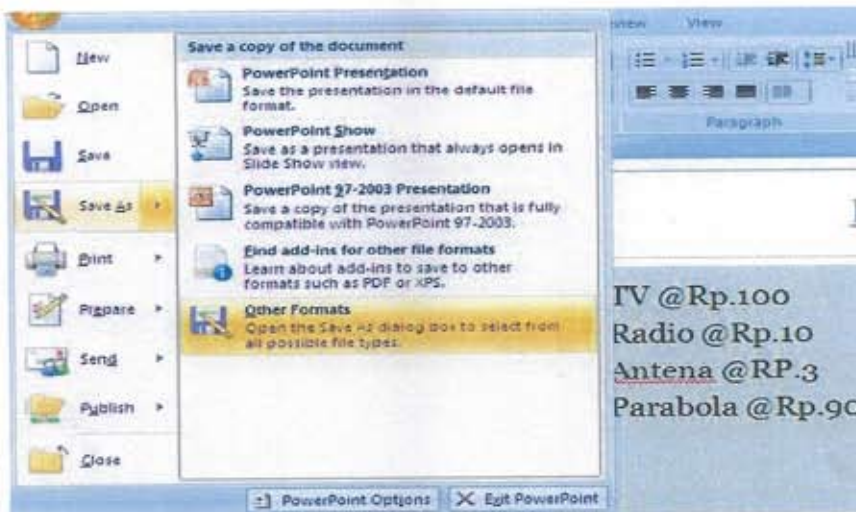 View
New
Open
Save
Save As
Print
Prepare
Send
Publish
Close
Save a copy of the document
PowerPoint Presentation
Save the presentation in the default file
format.
PowerPoint Show
Save as a presentation that always opens in
Slide Show view.
PowerPoint 97-2003 Presentation
Save a copy of the presentation that is fully
compatible with PowerPoint 97-2003.
Find add-ins for other file formats
Learn about add-ins to save to other
formats such as PDF or XPS.
Other Formats
Open the Save As dialog box to select from
all possible file types.
PowerPoint Options
Exit PowerPoint
Paragraph
TV @Rp.100
Radio @Rp.10
Antena @RP.3
Parabola @Rp.90